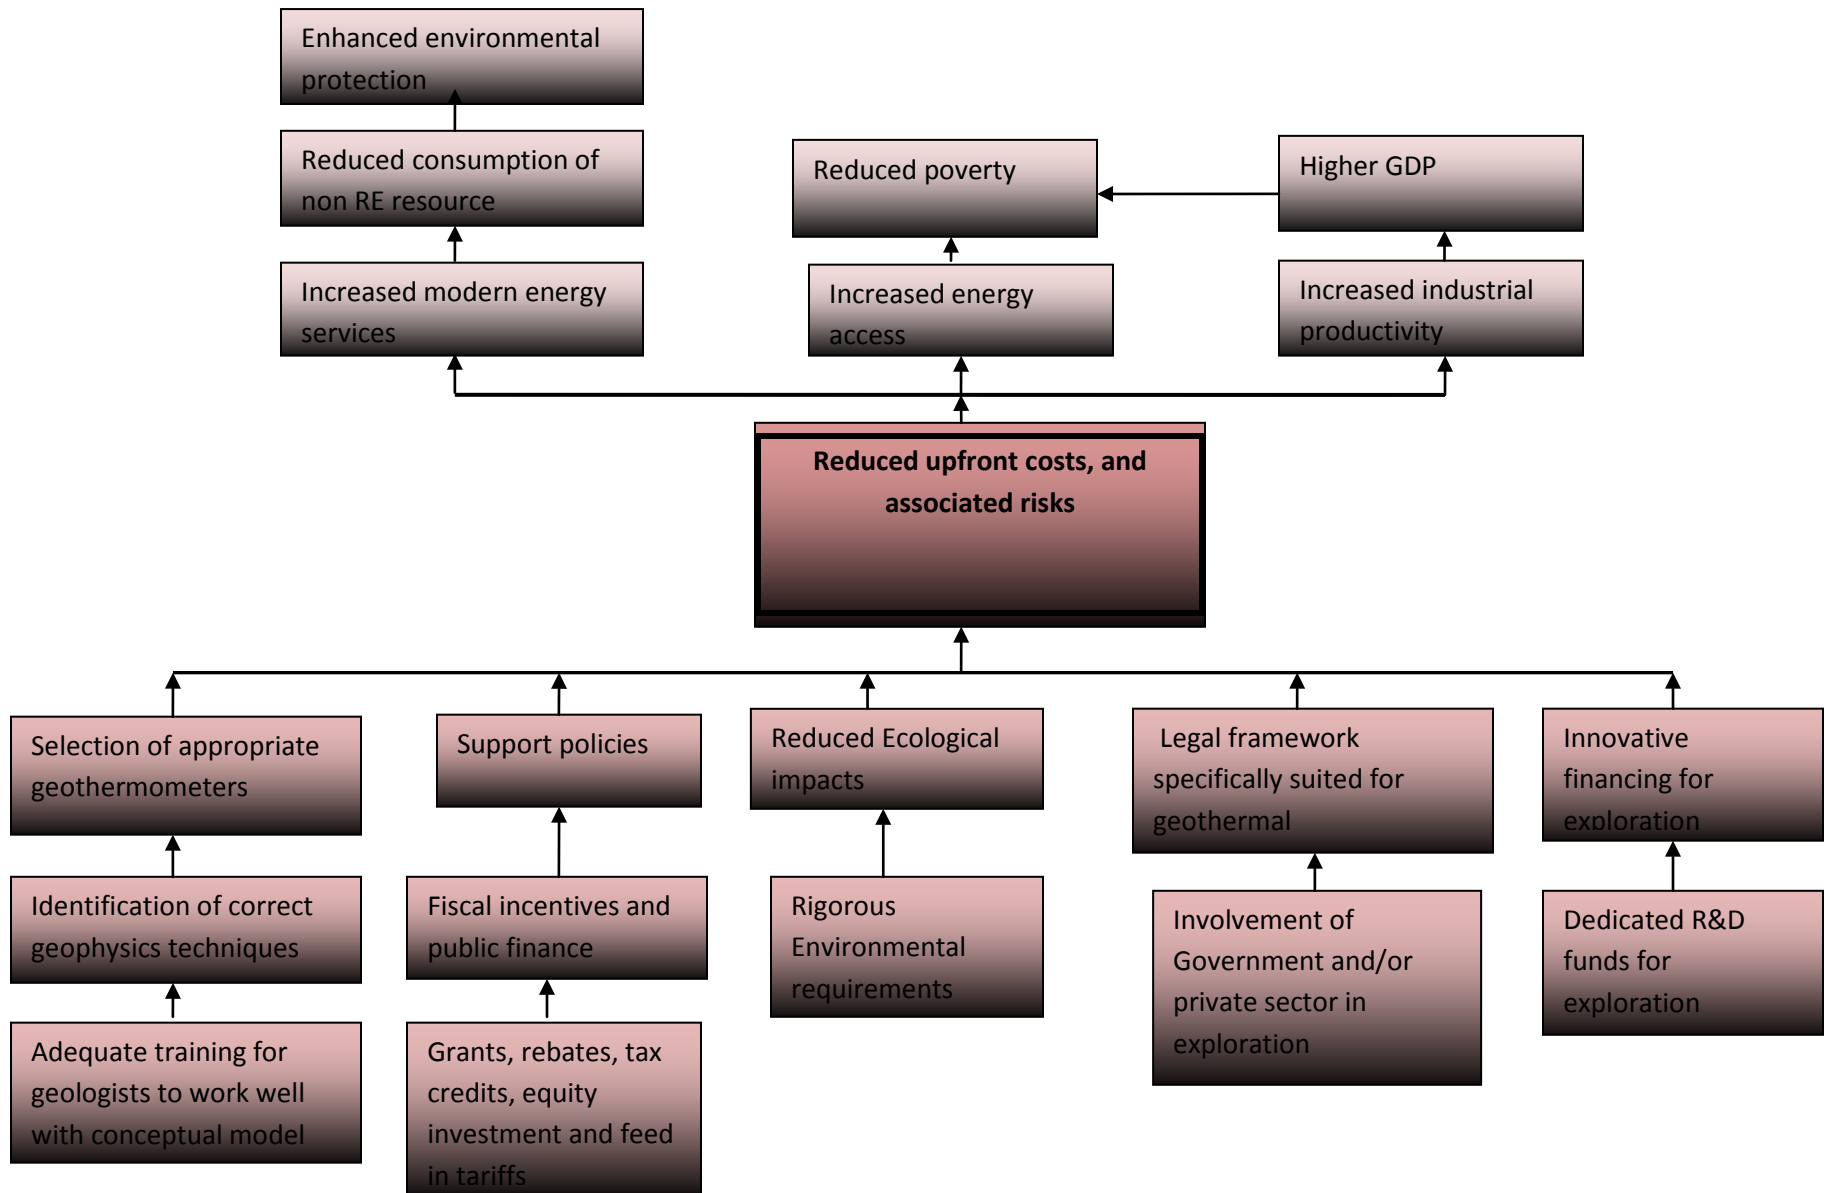 Enhanced environmental
protection
Reduced consumption of
non RE resource
Reduced poverty
Higher GDP
Increased modern energy
services
Increased energy
access
Increased industrial
productivity
Reduced upfront costs, and
associated risks
Selection of appropriate
geothermometers
Support policies
Reduced Ecological
impacts
Legal framework
specifically suited for
geothermal
Innovative
financing for
exploration
Identification of correct
geophysics techniques
Fiscal incentives and
public finance
Rigorous
Environmental
requirements
Involvement of
Government and/or
private sector in
exploration
Dedicated R&D
funds for
exploration
Adequate training for
geologists to work well
with conceptual model
Grants, rebates, tax
credits, equity
investment and feed
in tariffs